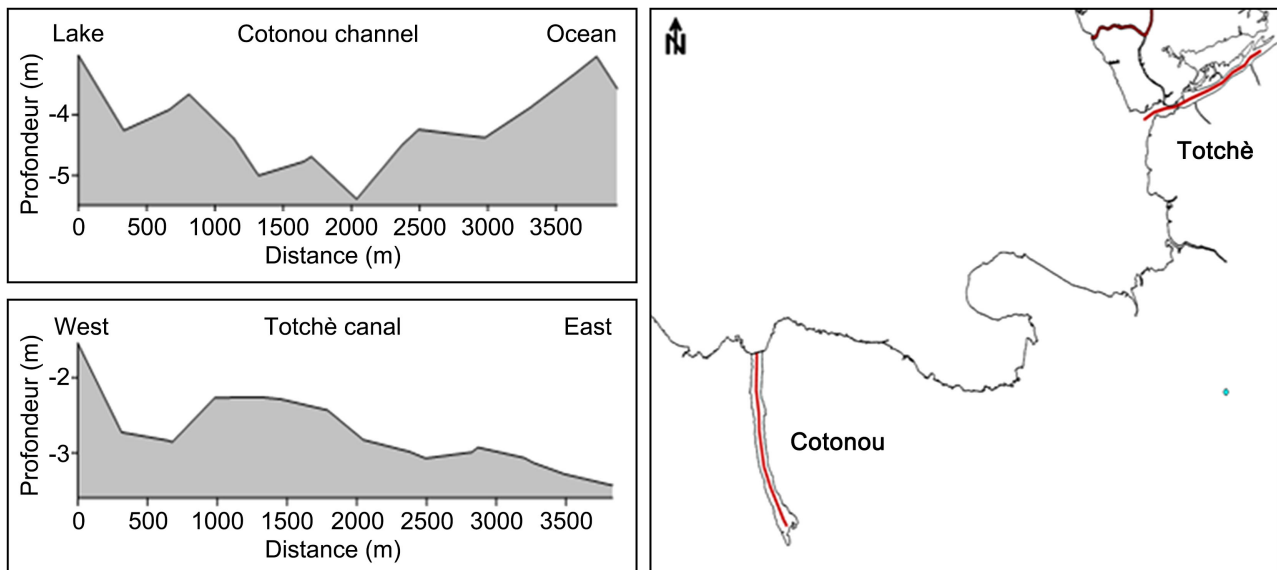 Lake Cotonou channel Ocean
Profondeur (m)
-4
-5
0 500 1000 1500 2000 2500 3000 3500
Distance (m)
West Totchè canal East
Profondeur (m)
-2
-3
0 500 1000 1500 2000 2500 3000 3500
Distance (m)
N
Totchè
Cotonou